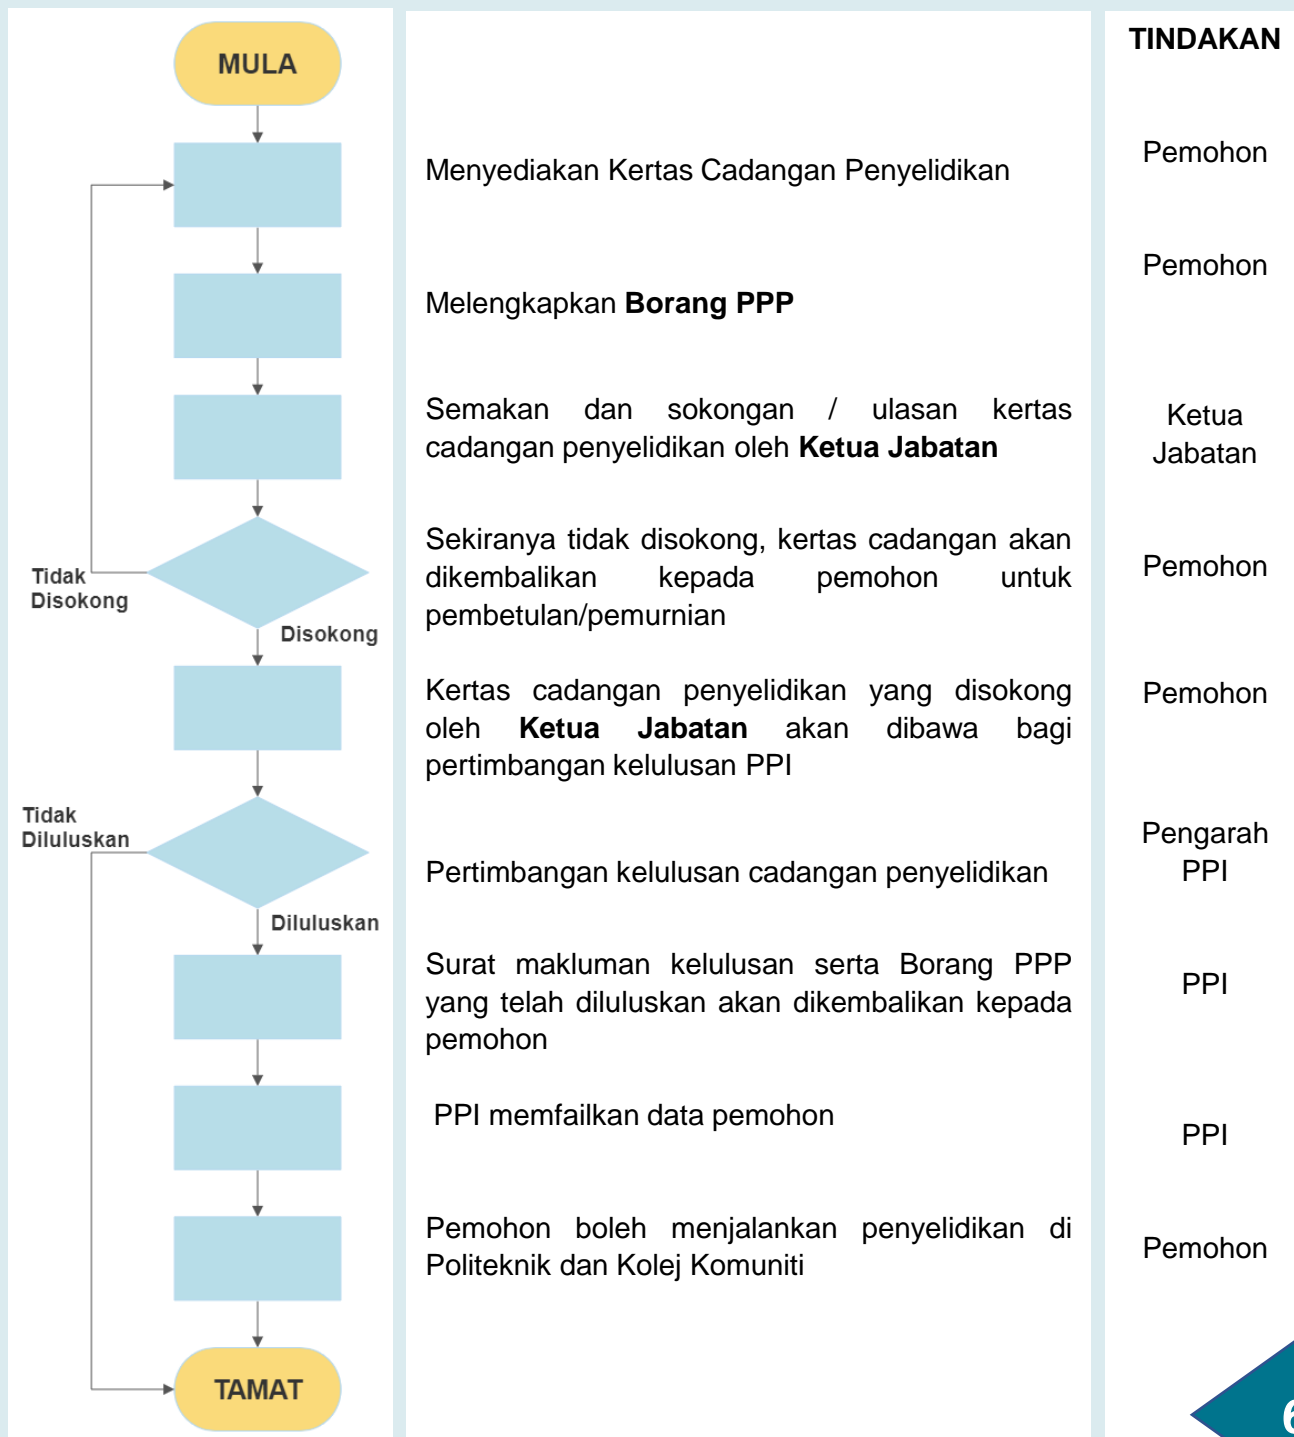 MULA
Tidak
Disokong
Disokong
Tidak
Diluluskan
Diluluskan
TAMAT
Menyediakan Kertas Cadangan Penyelidikan
Melengkapkan Borang PPP
Semakan dan sokongan / ulasan kertas
cadangan penyelidikan oleh Ketua Jabatan
Sekiranya tidak disokong, kertas cadangan akan
dikembalikan kepada pemohon untuk
pembetulan/pemurnian
Kertas cadangan penyelidikan yang disokong
oleh Ketua Jabatan akan dibawa bagi
pertimbangan kelulusan PPI
Pertimbangan kelulusan cadangan penyelidikan
Surat makluman kelulusan serta Borang PPP
yang telah diluluskan akan dikembalikan kepada
pemohon
PPI memfailkan data pemohon
Pemohon boleh menjalankan penyelidikan di
Politeknik dan Kolej Komuniti
TINDAKAN
Pemohon
Pemohon
Ketua
Jabatan
Pemohon
Pemohon
Pengarah
PPI
PPI
PPI
Pemohon